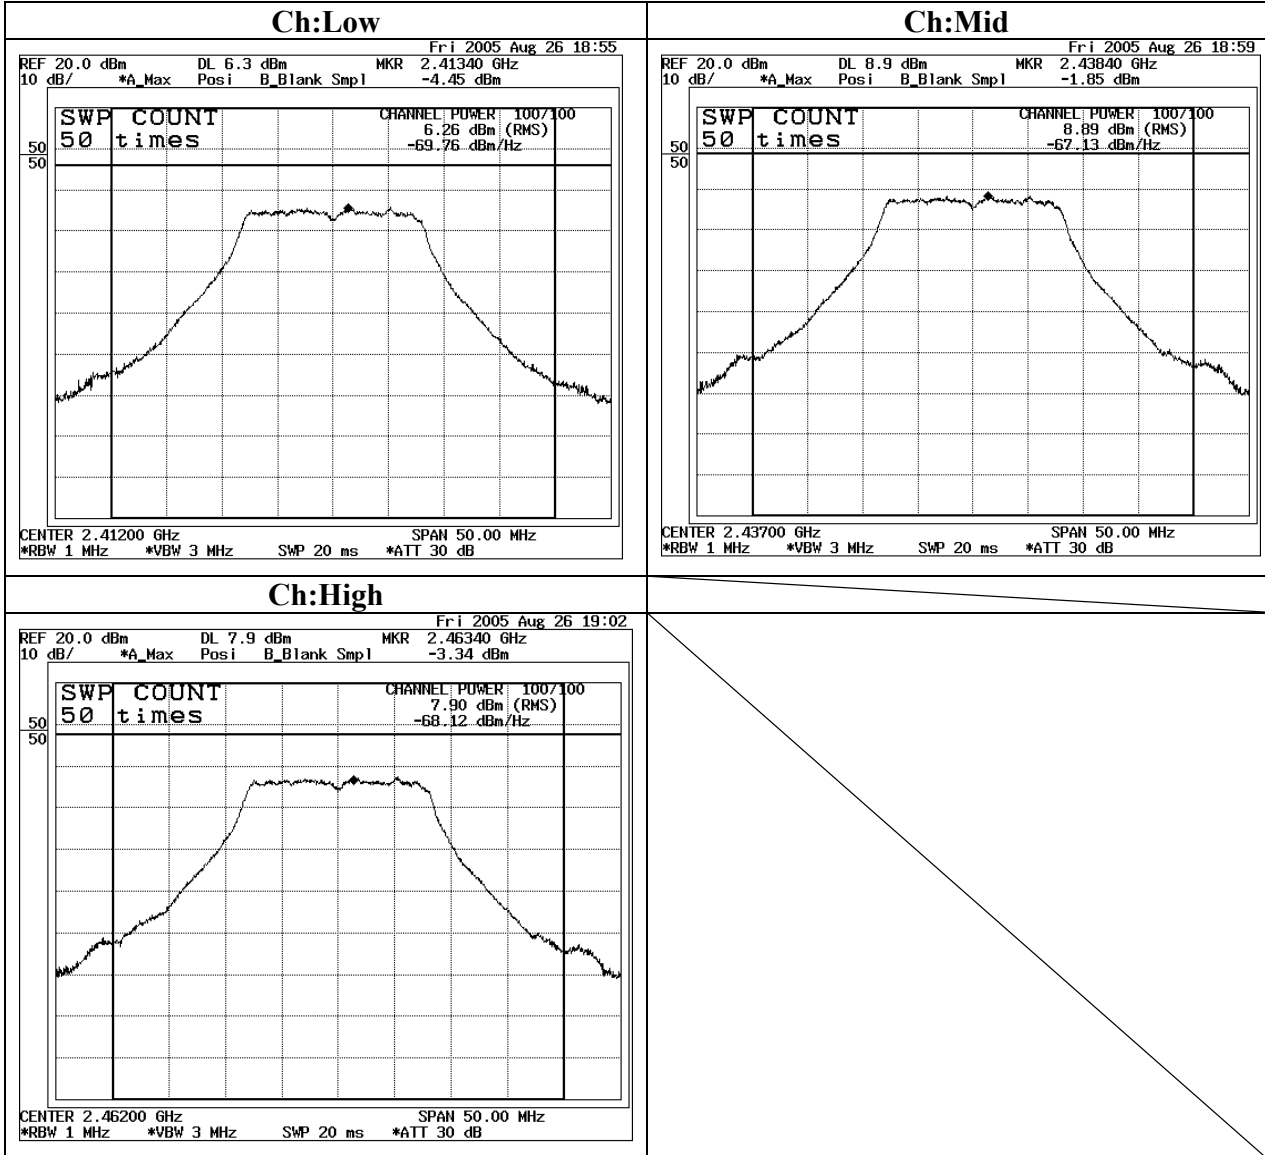 Ch:Low
Fri 2005 Aug 26 18:55
REF 20.0 dBm DL 6.3 dBm MKR 2.41340 GHz
10 dB/ *A_Max Posi B_Blank Smpl -4.45 dBm
SWP COUNT CHANNEL POWER 100/100
50 times 6.26 dBm (RMS)
-69.76 dBm/Hz
50
50
CENTER 2.41200 GHz SPAN 50.00 MHz
*RBW 1 MHz *VBW 3 MHz SWP 20 ms *ATT 30 dB
Ch:Mid
Fri 2005 Aug 26 18:59
REF 20.0 dBm DL 8.9 dBm MKR 2.43840 GHz
10 dB/ *A_Max Posi B_Blank Smpl -1.85 dBm
SWP COUNT CHANNEL POWER 100/100
50 times 8.89 dBm (RMS)
-67.13 dBm/Hz
50
50
CENTER 2.43700 GHz SPAN 50.00 MHz
*RBW 1 MHz *VBW 3 MHz SWP 20 ms *ATT 30 dB
Ch:High
Fri 2005 Aug 26 19:02
REF 20.0 dBm DL 7.9 dBm MKR 2.46340 GHz
10 dB/ *A_Max Posi B_Blank Smpl -3.34 dBm
SWP COUNT CHANNEL POWER 100/100
50 times 7.90 dBm (RMS)
-68.12 dBm/Hz
50
50
CENTER 2.46200 GHz SPAN 50.00 MHz
*RBW 1 MHz *VBW 3 MHz SWP 20 ms *ATT 30 dB